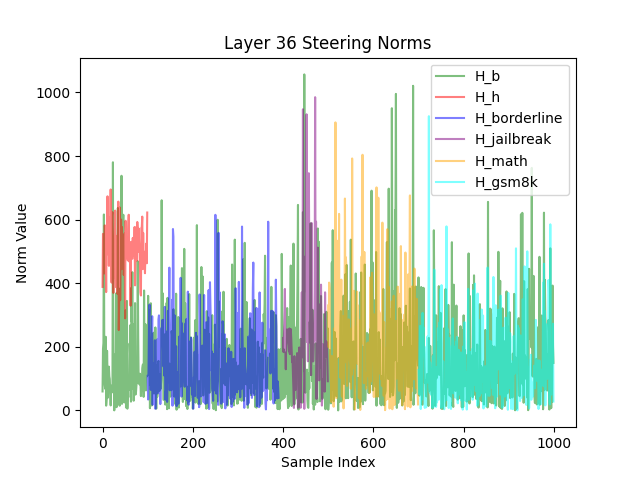 Layer 36 Steering Norms
H_b
H_h
H_borderline
H_jailbreak
H_math
H_gsm8k
1000
800
600
400
200
0
Norm Value
0 200 400 600 800 1000
Sample Index